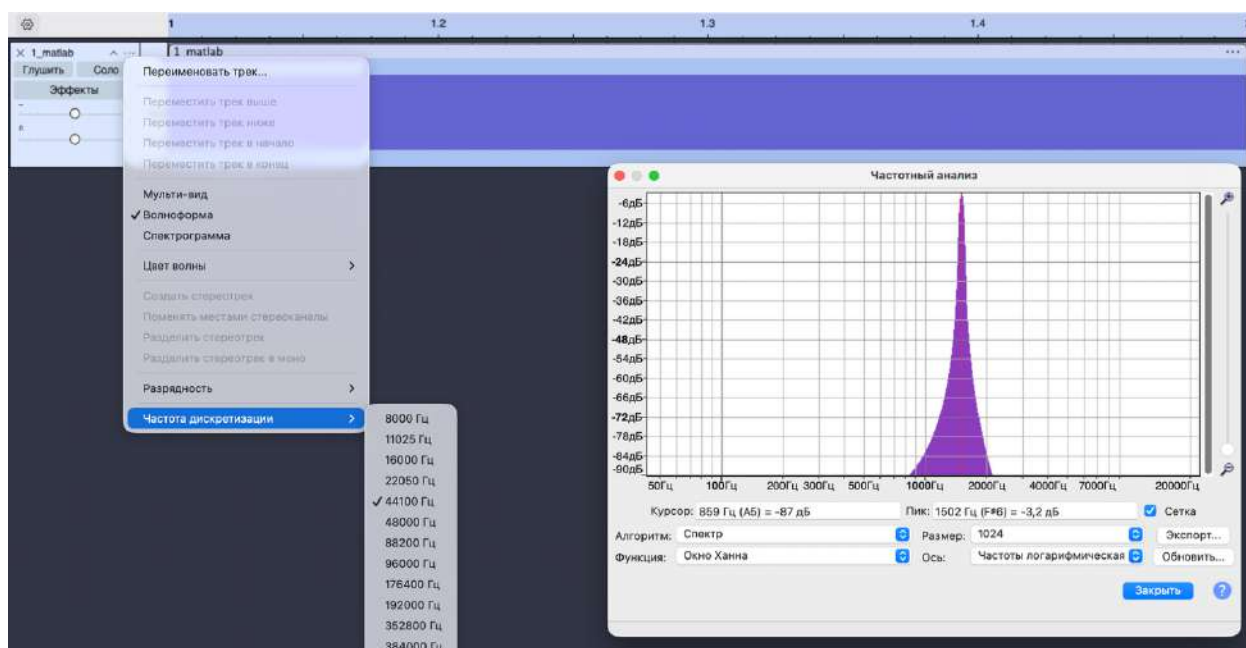 1
1.2
1.3
1.4
1_matlab
1 matlab
Глушить Соло
Эффекты
Переименовать трек...
Переместить трек выше
Переместить трек ниже
Переместить трек в начало
Переместить трек в конец
Мульти-вид
Волноформа
Спектрограмма
Цвет волны
Создать стереотрек
Поменять местами стереоканалы
Разделить стереотрек
Разделить стереотрек в моно
Разрядность
Частота дискретизации
8000 Гц
11025 Гц
16000 Гц
22050 Гц
44100 Гц
48000 Гц
88200 Гц
96000 Гц
176400 Гц
192000 Гц
352800 Гц
384000 Гц
Частотный анализ
-6дБ
-12дБ
-18дБ
-24дБ
-30дБ
-36дБ
-42дБ
-48дБ
-54дБ
-60дБ
-66дБ
-72дБ
-78дБ
-84дБ
-90дБ
50Гц 100Гц 200Гц 300Гц 500Гц 1000Гц 2000Гц 4000Гц 7000Гц 20000Гц
Курсор: 859 Гц (A5) = -87 дБ Пик: 1502 Гц (F#6) = -3,2 дБ Сетка
Алгоритм: Спектр Размер: 1024 Экспорт...
Функция: Окно Ханна Ось: Частоты логарифмическая Обновить...
Закрыть ?